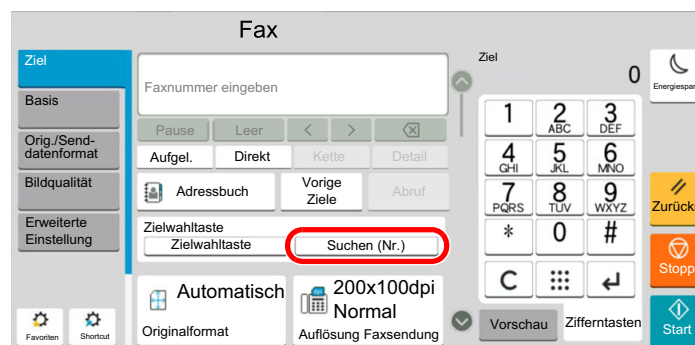 Fax
Ziel
Basis
Orig./Send-
datenformat
Bildqualität
Erweiterte
Einstellung
Favoriten
Shortcut
Faxnummer eingeben
Pause
Leer
<
>
Aufgel.
Direkt
Kette
Detail
Adressbuch
Vorige
Ziele
Abruf
Zielwahltaste
Zielwahltaste
Suchen (Nr.)
Automatisch
Originalformat
200x100dpi
Normal
Auflösung Faxsendung
Ziel
0
1
2
ABC
3
DEF
4
GHI
5
JKL
6
MNO
7
PQRS
8
TUV
9
WXYZ
*
0
#
C
Vorschau
Zifferntasten
Energiespar
Zurücks
Stopp
Start